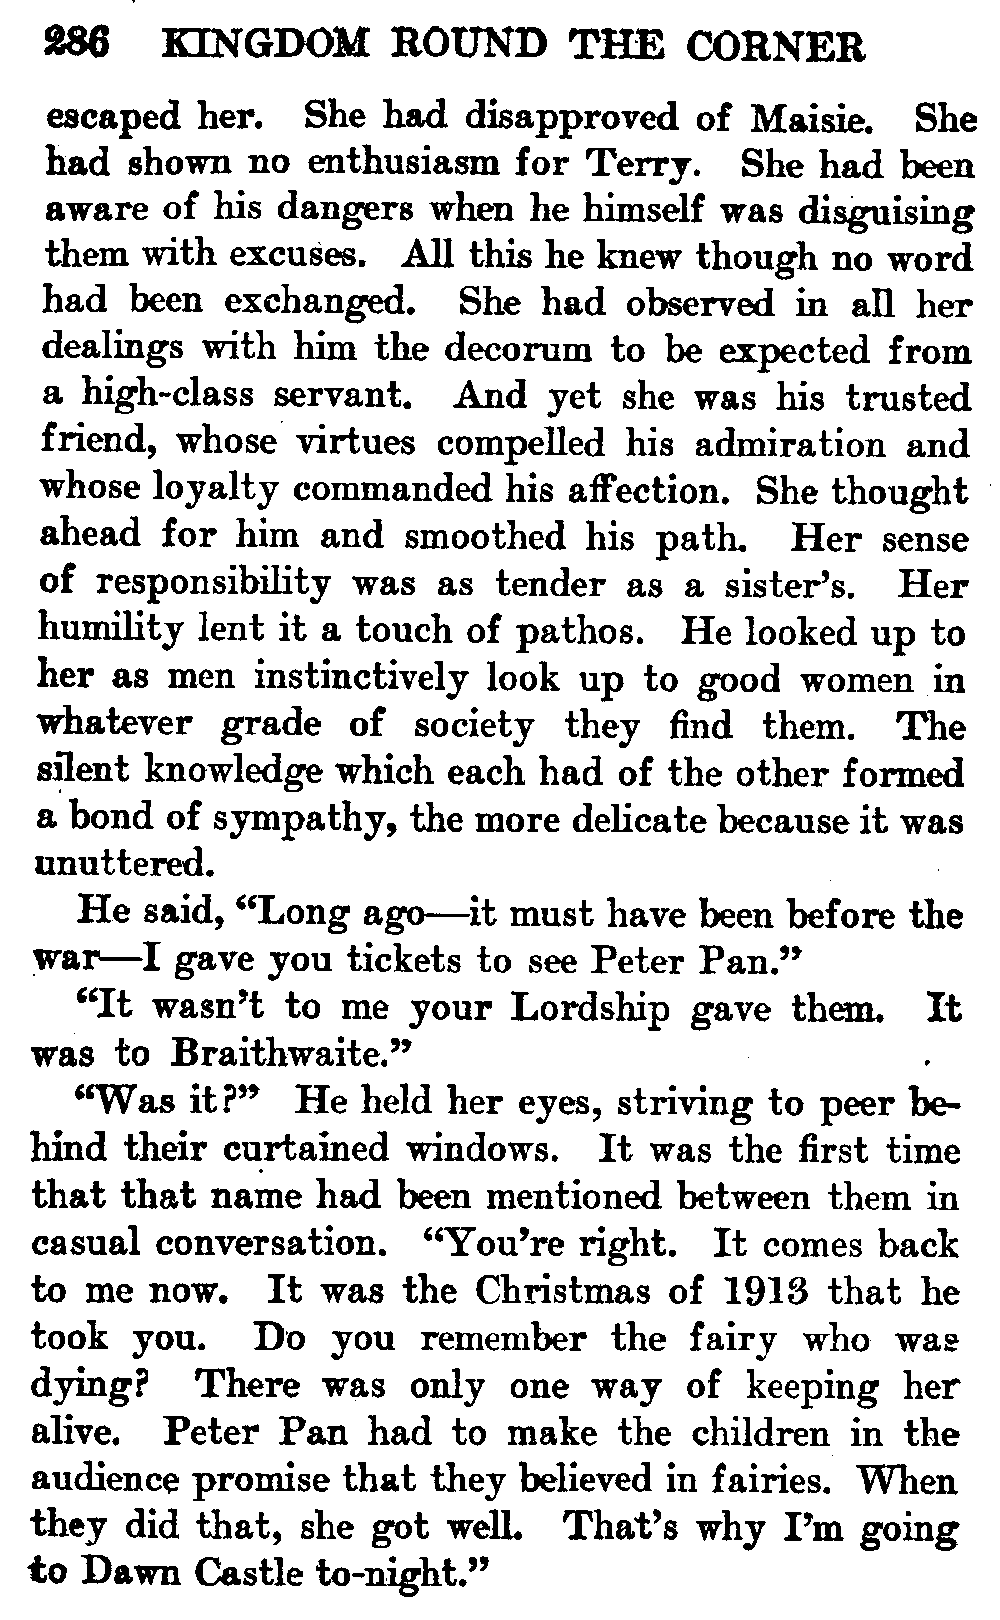 286 KINGDOM ROUND THE CORNER
escaped her. She had disapproved of Maisie. She
had shown no enthusiasm for Terry. She had been
aware of his dangers when he himself was disguising
them with excuses. All this he knew though no word
had been exchanged. She had observed in all her
dealings with him the decorum to be expected from
a high-class servant. And yet she was his trusted
friend, whose virtues compelled his admiration and
whose loyalty commanded his affection. She thought
ahead for him and smoothed his path. Her sense
of responsibility was as tender as a sister's. Her
humility lent it a touch of pathos. He looked up to
her as men instinctively look up to good women in
whatever grade of society they find them. The
silent knowledge which each had of the other formed
a bond of sympathy, the more delicate because it was
unuttered.
He said, “Long ago—it must have been before the
war—I gave you tickets to see Peter Pan.”
“It wasn't to me your Lordship gave them. It
was to Braithwaite.”
“Was it?” He held her eyes, striving to peer be-
hind their curtained windows. It was the first time
that that name had been mentioned between them in
casual conversation. “You're right. It comes back
to me now. It was the Christmas of 1913 that he
took you. Do you remember the fairy who was
dying? There was only one way of keeping her
alive. Peter Pan had to make the children in the
audience promise that they believed in fairies. When
they did that, she got well. That's why I'm going
to Dawn Castle to-night.”